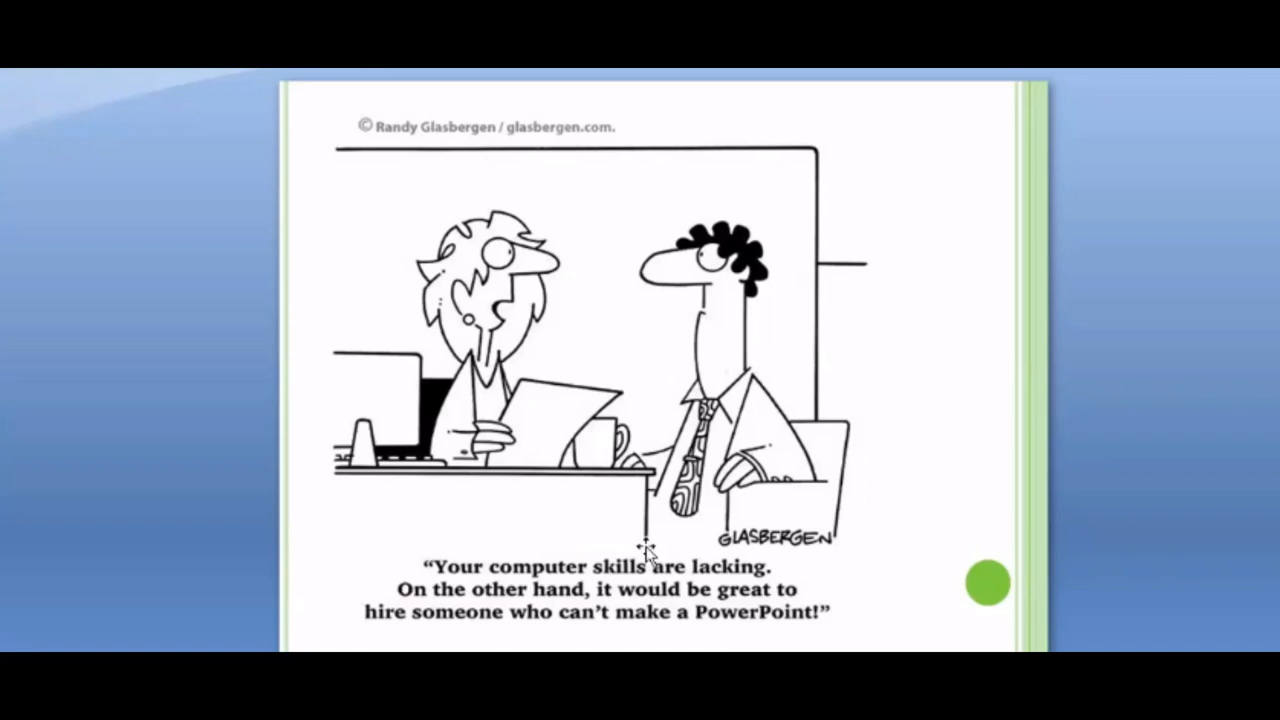 © Randy Glasbergen / glasbergen.com.
GLASBERGEN
“Your computer skills are lacking.
On the other hand, it would be great to
hire someone who can’t make a PowerPoint!”